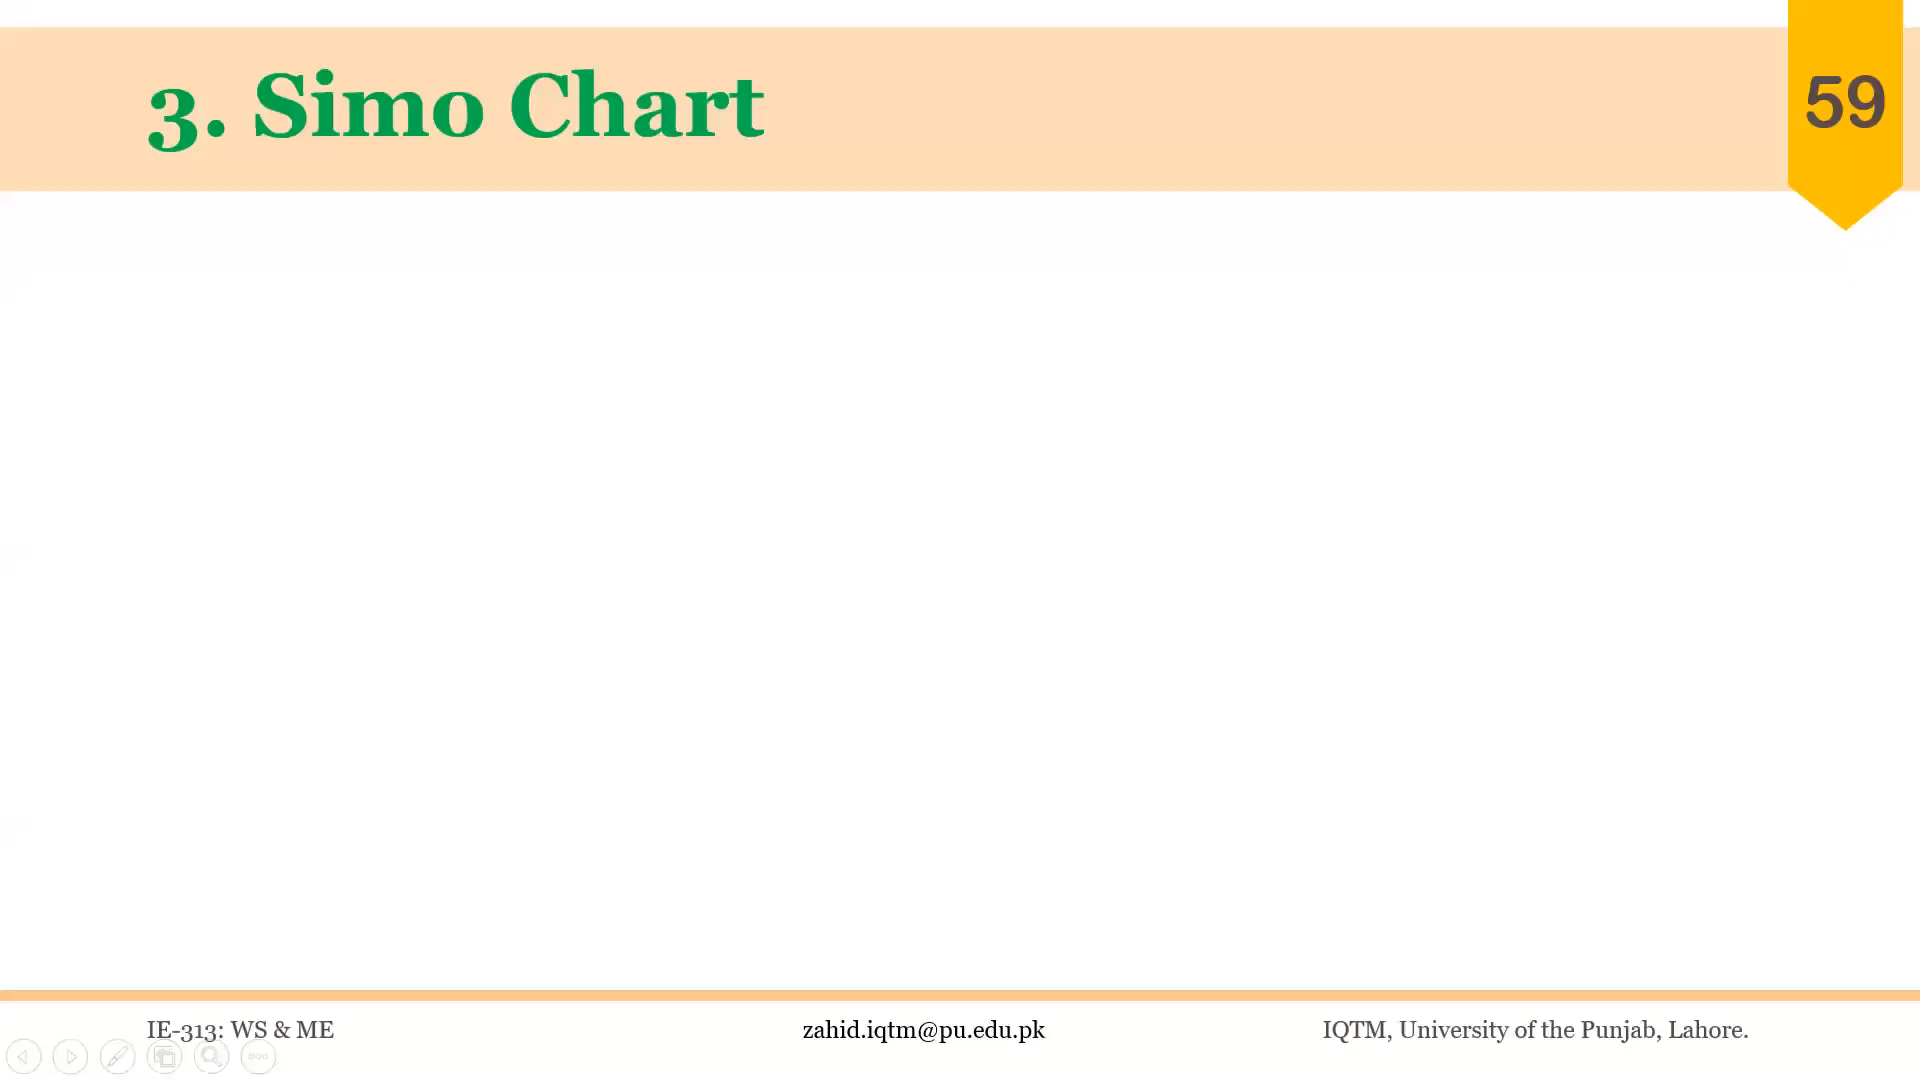 3. Simo Chart
59
IE-313: WS & ME
zahid.iqtm@pu.edu.pk
IQTM, University of the Punjab, Lahore.